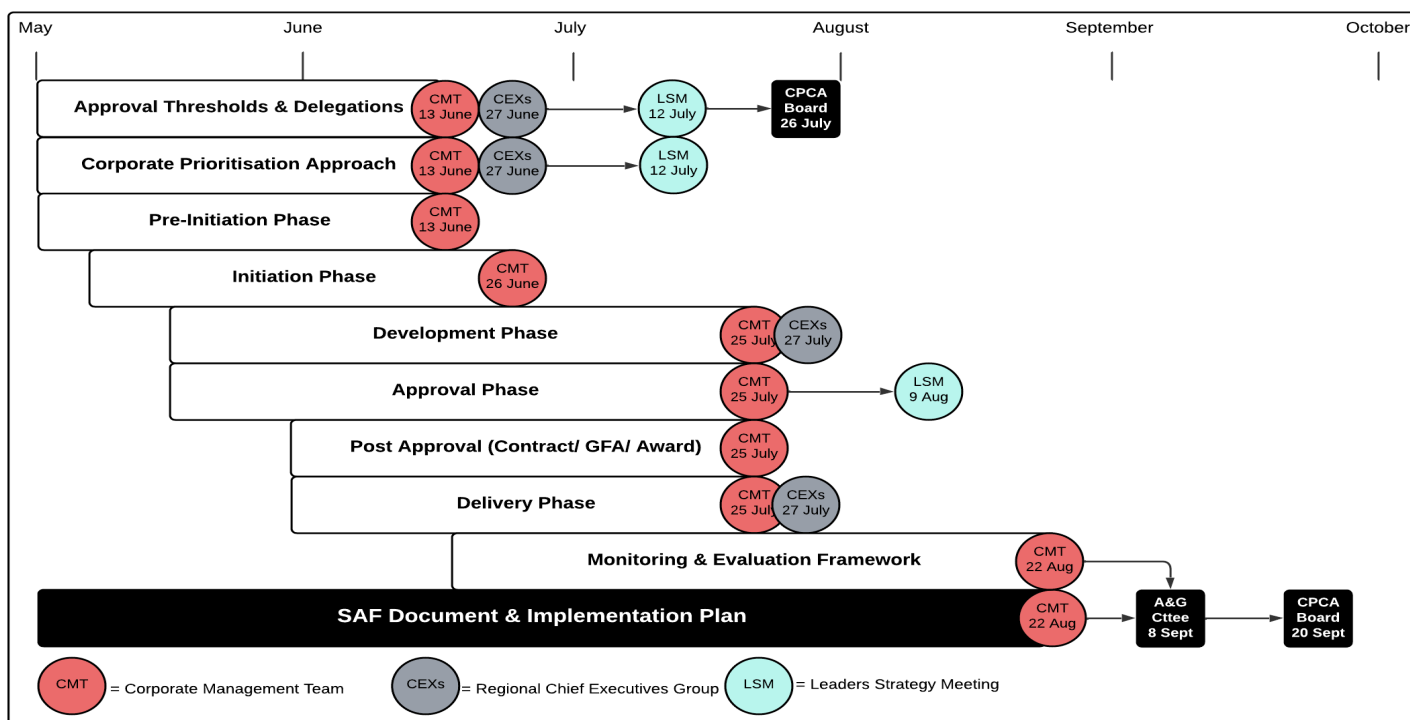 May June July August September October
Approval Thresholds & Delegations
CMT
13 June
CEXs
27 June
LSM
12 July
CPCA
Board
26 July
Corporate Prioritisation Approach
CMT
13 June
CEXs
27 June
LSM
12 July
Pre-Initiation Phase
CMT
13 June
Initiation Phase
CMT
26 June
Development Phase
CMT
25 July
CEXs
27 July
Approval Phase
CMT
25 July
LSM
9 Aug
Post Approval (Contract/ GFA/ Award)
CMT
25 July
Delivery Phase
CMT
25 July
CEXs
27 July
Monitoring & Evaluation Framework
CMT
22 Aug
SAF Document & Implementation Plan
CMT
22 Aug
A&G
Cttee
8 Sept
CPCA
Board
20 Sept
CMT = Corporate Management Team
CEXs = Regional Chief Executives Group
LSM = Leaders Strategy Meeting